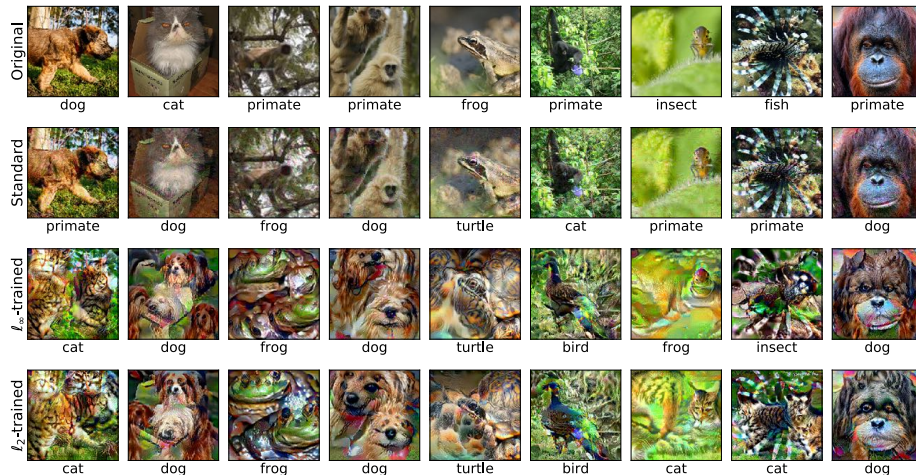 Original
dog cat primate primate frog primate insect fish primate
Standard
primate dog frog dog turtle cat primate primate dog
ℓ∞-trained
cat dog frog dog turtle bird frog insect dog
ℓ2-trained
cat dog frog dog turtle bird cat cat dog